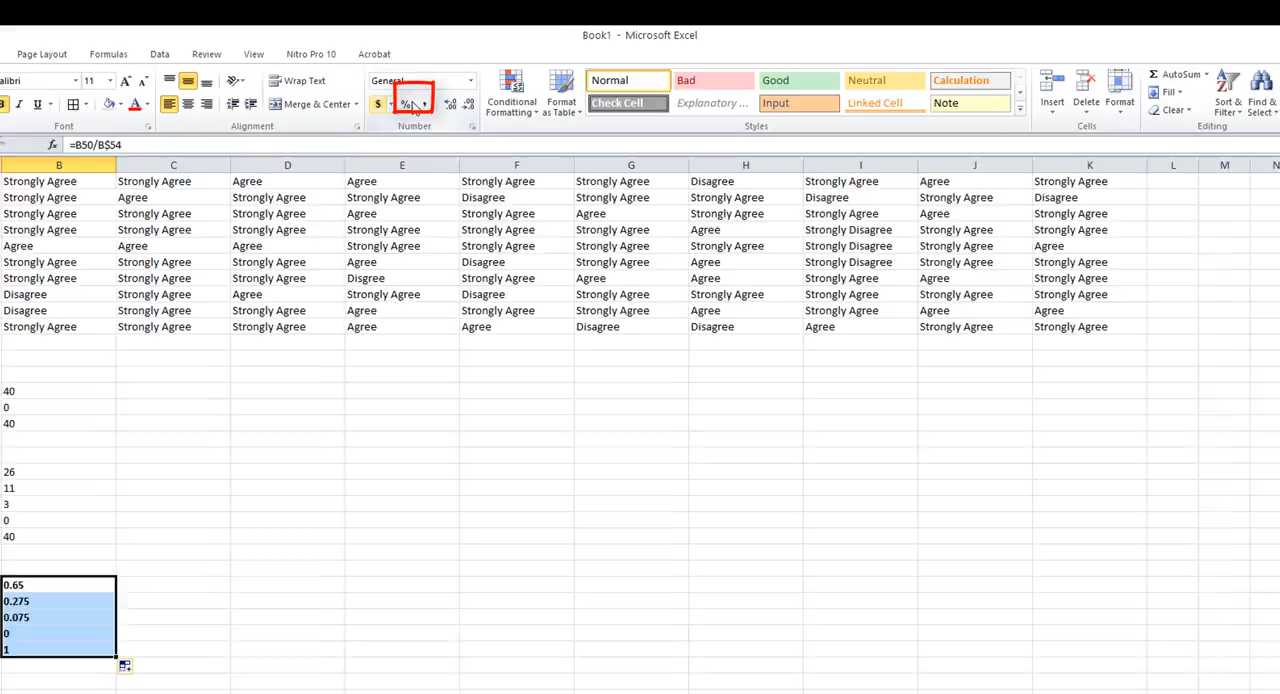 Book1 - Microsoft Excel
Page Layout Formulas Data Review View Nitro Pro 10 Acrobat
alibri 11 A A Wrap Text General Normal Bad Good Neutral Calculation AutoSum
B I U A Merge & Center $ % , .00 Conditional Formatting Format as Table Check Cell Explanatory ... Input Linked Cell Note Insert Delete Format Fill Clear Sort & Filter Find & Select
Font Alignment Number Styles Cells Editing
fx =B50/B$54
B C D E F G H I J K L M N
Strongly Agree Strongly Agree Agree Agree Strongly Agree Strongly Agree Disagree Strongly Agree Agree Strongly Agree
Strongly Agree Agree Strongly Agree Strongly Agree Disagree Strongly Agree Strongly Agree Disagree Strongly Agree Disagree
Strongly Agree Strongly Agree Strongly Agree Agree Strongly Agree Agree Strongly Agree Strongly Agree Agree Strongly Agree
Strongly Agree Strongly Agree Strongly Agree Strongly Agree Strongly Agree Strongly Agree Agree Strongly Disagree Strongly Agree Strongly Agree
Agree Agree Agree Strongly Agree Strongly Agree Strongly Agree Strongly Agree Strongly Disagree Strongly Agree Agree
Strongly Agree Strongly Agree Strongly Agree Agree Disagree Strongly Agree Agree Strongly Disagree Strongly Agree Strongly Agree
Strongly Agree Strongly Agree Strongly Agree Disgree Strongly Agree Agree Agree Strongly Agree Agree Strongly Agree
Disagree Strongly Agree Agree Strongly Agree Disagree Strongly Agree Strongly Agree Strongly Agree Strongly Agree Strongly Agree
Disagree Strongly Agree Strongly Agree Agree Strongly Agree Strongly Agree Agree Strongly Agree Agree Agree
Strongly Agree Strongly Agree Strongly Agree Agree Agree Disagree Disagree Agree Strongly Agree Strongly Agree
40
0
40
26
11
3
0
40
0.65
0.275
0.075
0
1